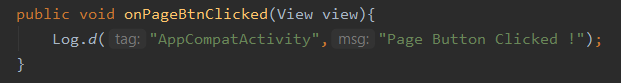 public void onPageBtnClicked(View view){
Log.d( tag: "AppCompatActivity", msg: "Page Button Clicked !");
}